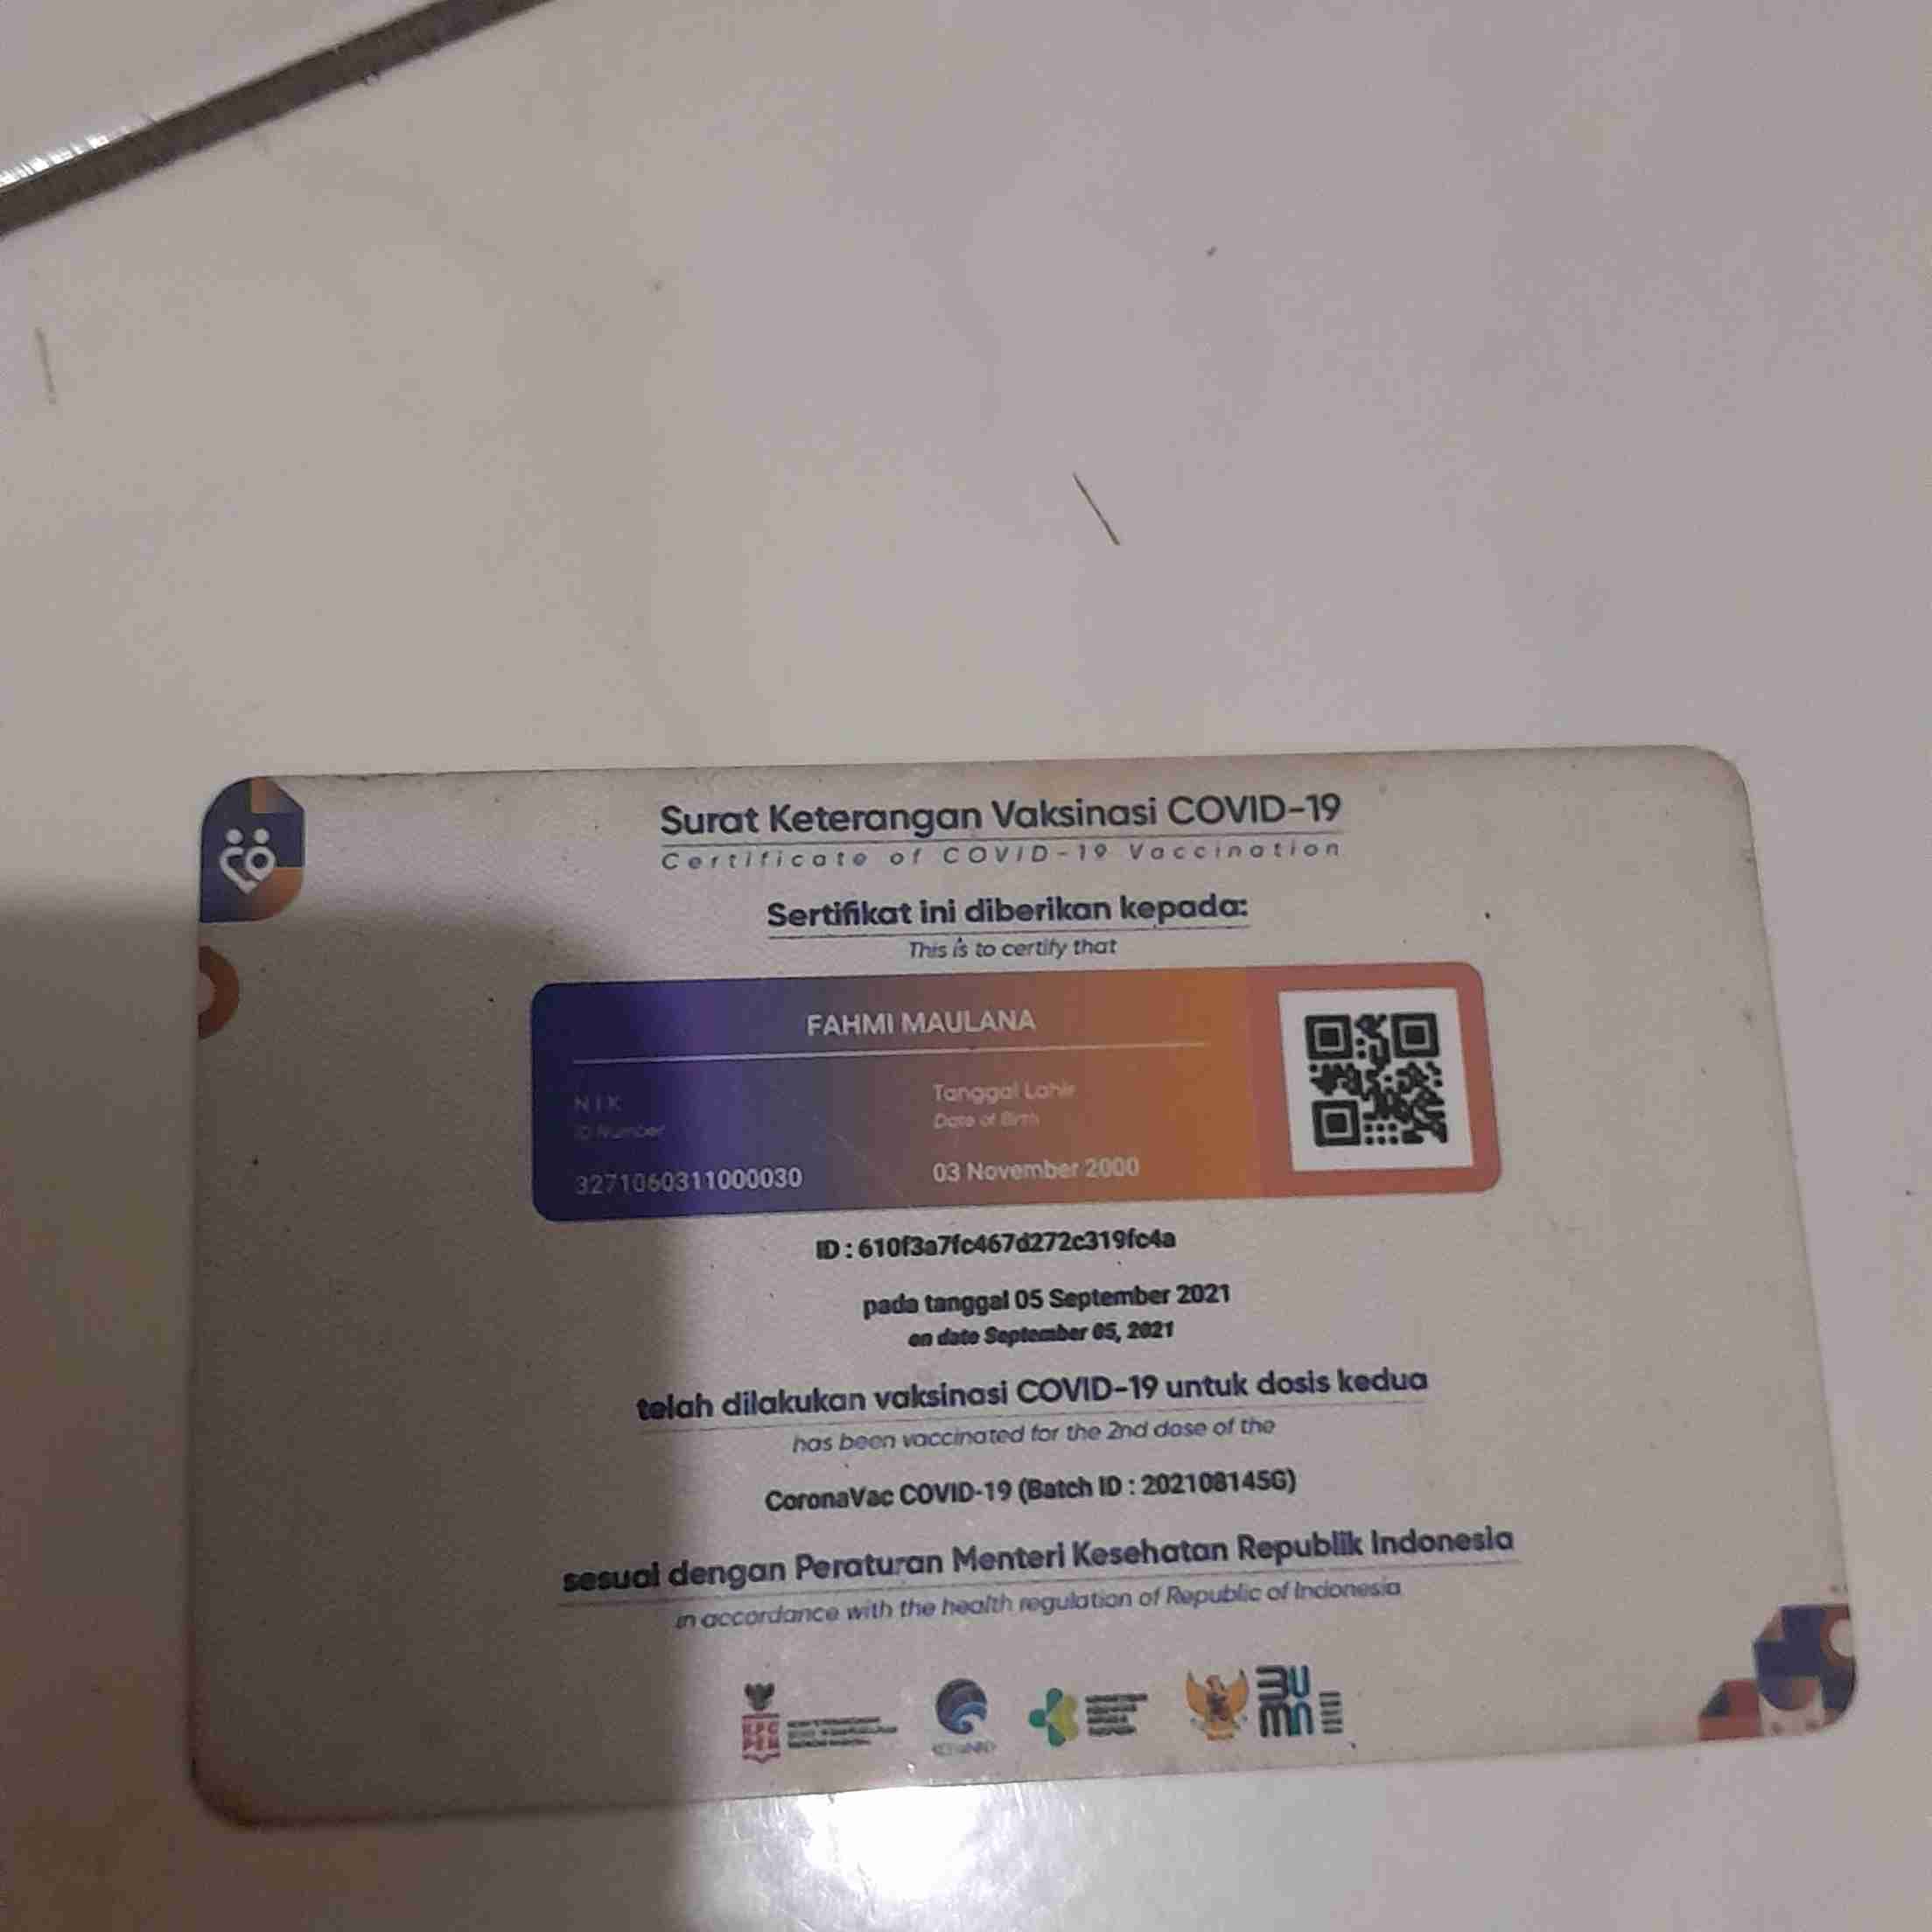 Surat Keterangan Vaksinasi COVID-19
Certificate of COVID-19 Vaccination
Sertifikat ini diberikan kepada:
This is to certify that
FAHMI MAULANA
NIK
ID Number
3271060311000030
Tanggal Lahir
Date of Birth
03 November 2000
ID : 610f3a7fc467d272c319fc4a
pada tanggal 05 September 2021
on date September 05, 2021
telah dilakukan vaksinasi COVID-19 untuk dosis kedua
has been vaccinated for the 2nd dose of the
CoronaVac COVID-19 (Batch ID : 202108145G)
sesuai dengan Peraturan Menteri Kesehatan Republik Indonesia
in accordance with the health regulation of Republic of Indonesia
KPC
PEN
KOMINFO
BUMN